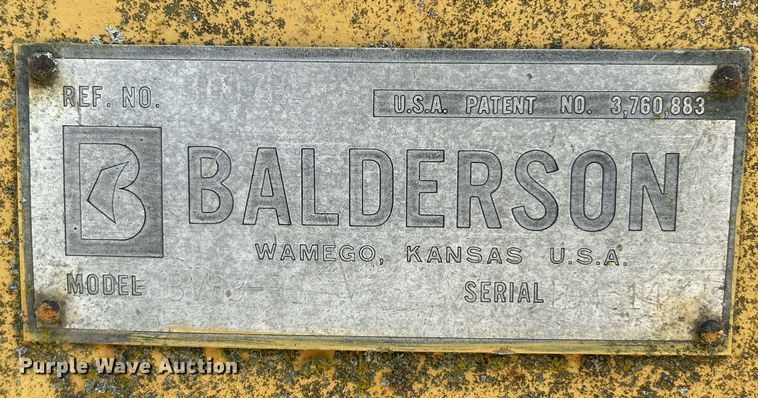 REF. NO.
U.S.A. PATENT NO. 3,760,883
B BALDERSON
WAMEGO, KANSAS U.S.A.
MODEL
SERIAL
Purple Wave Auction